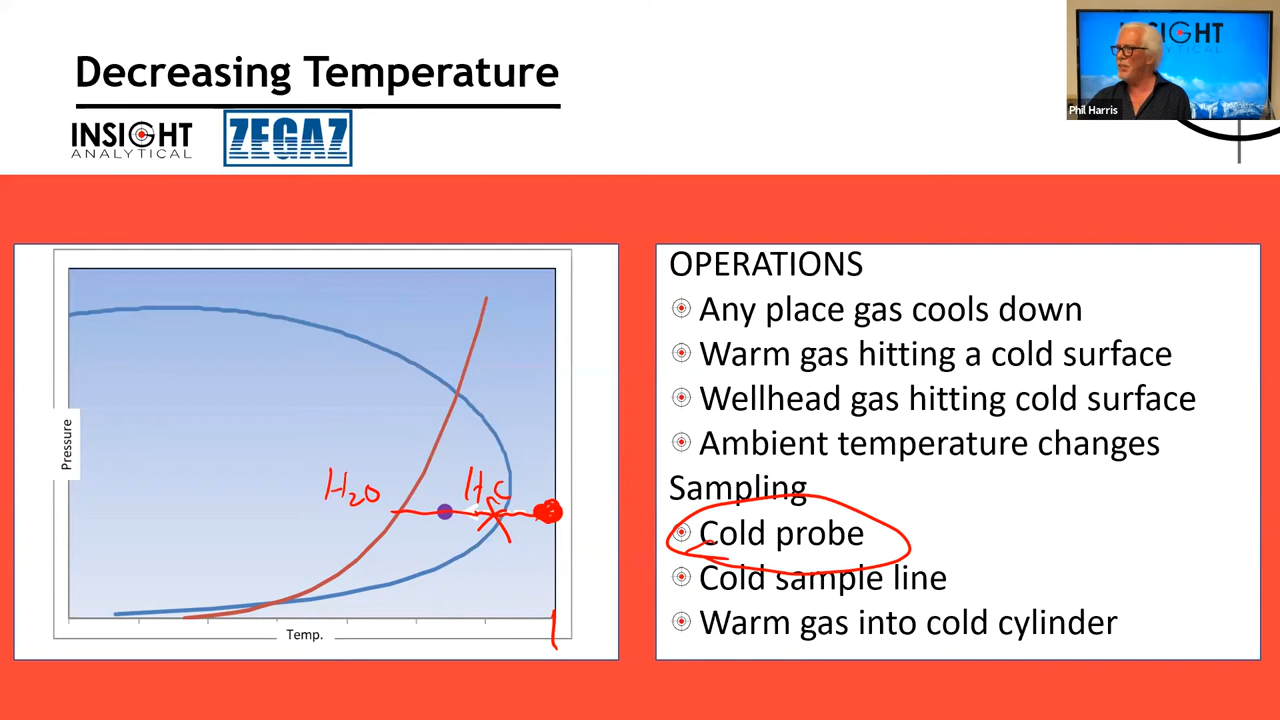 Decreasing Temperature
INSIGHT
ANALYTICAL
ZEGAZ
INSIGHT
Phil Harris
OPERATIONS
Any place gas cools down
Warm gas hitting a cold surface
Wellhead gas hitting cold surface
Ambient temperature changes
Sampling
Cold probe
Cold sample line
Warm gas into cold cylinder
Pressure
H2O
Temp.